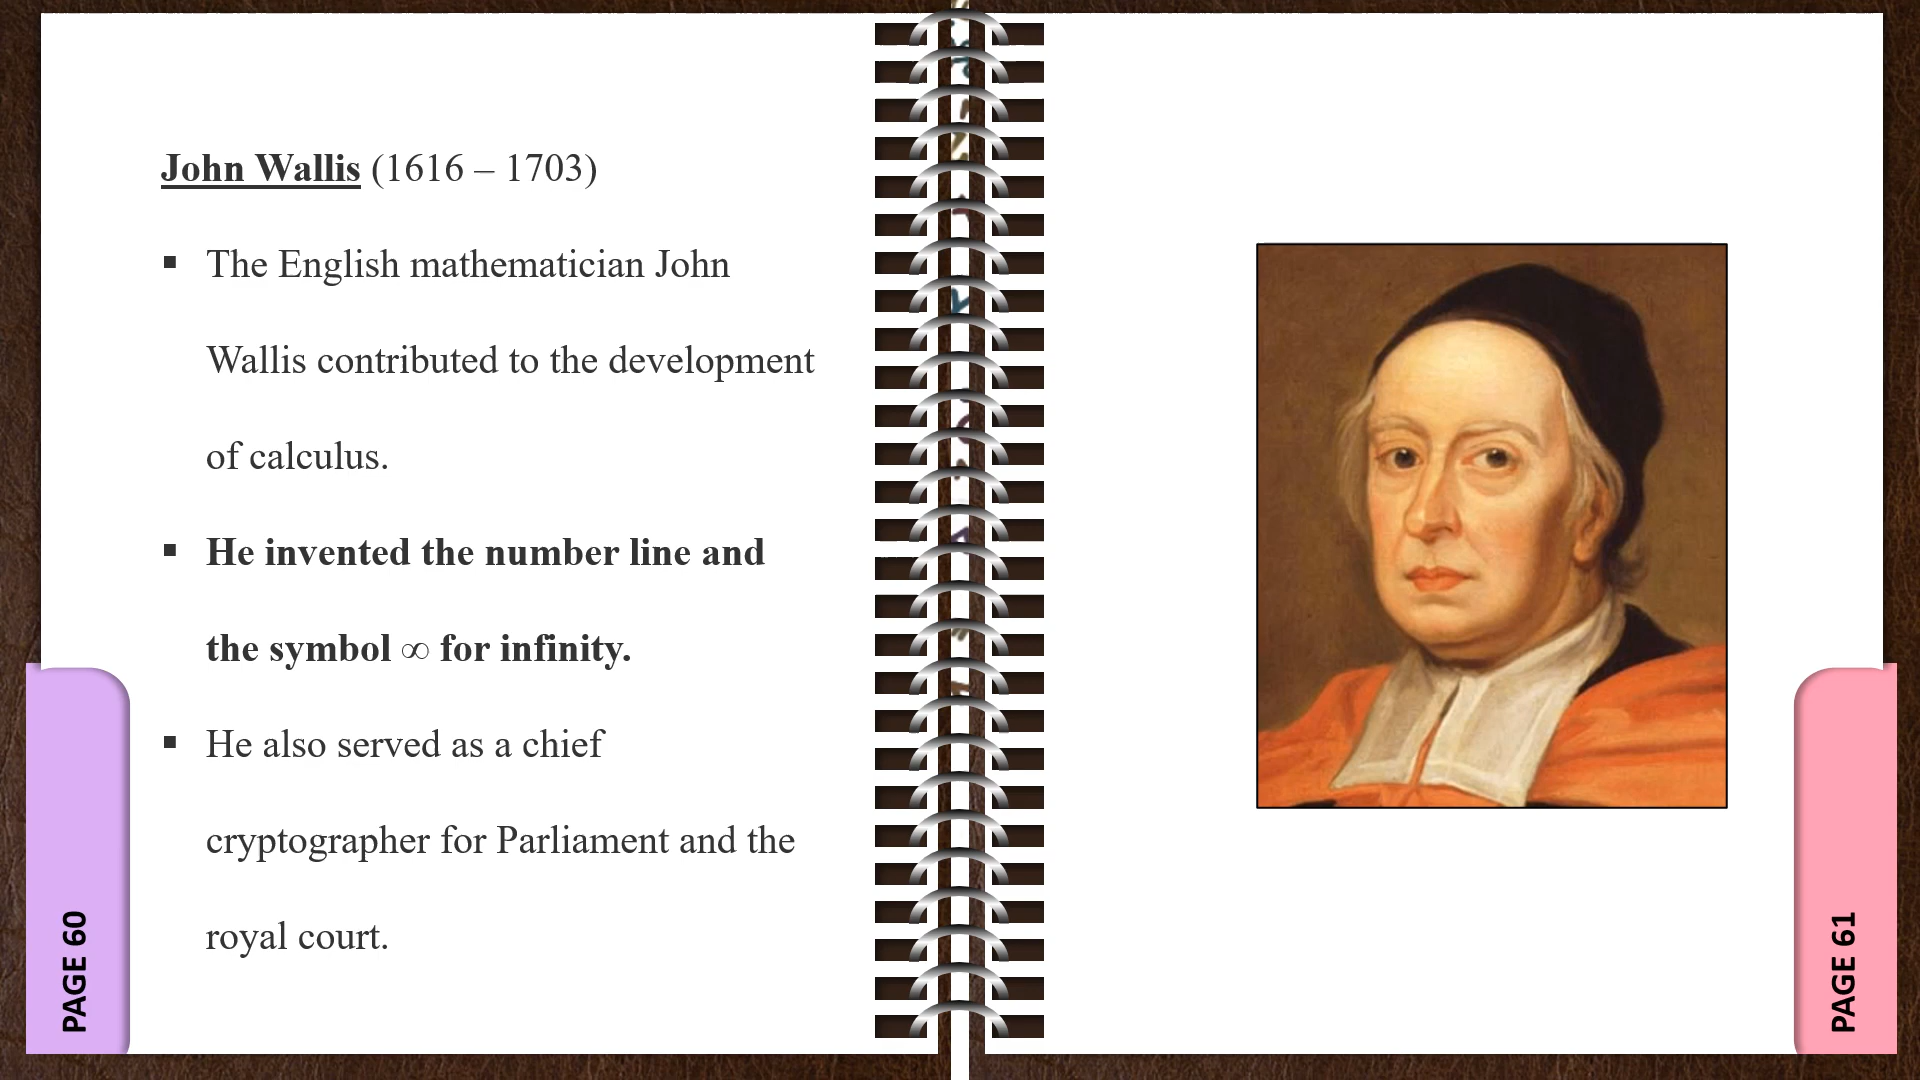 John Wallis (1616 – 1703)
▪ The English mathematician John
Wallis contributed to the development
of calculus.
▪ He invented the number line and
the symbol ∞ for infinity.
▪ He also served as a chief
cryptographer for Parliament and the
royal court.
PAGE 60
PAGE 61